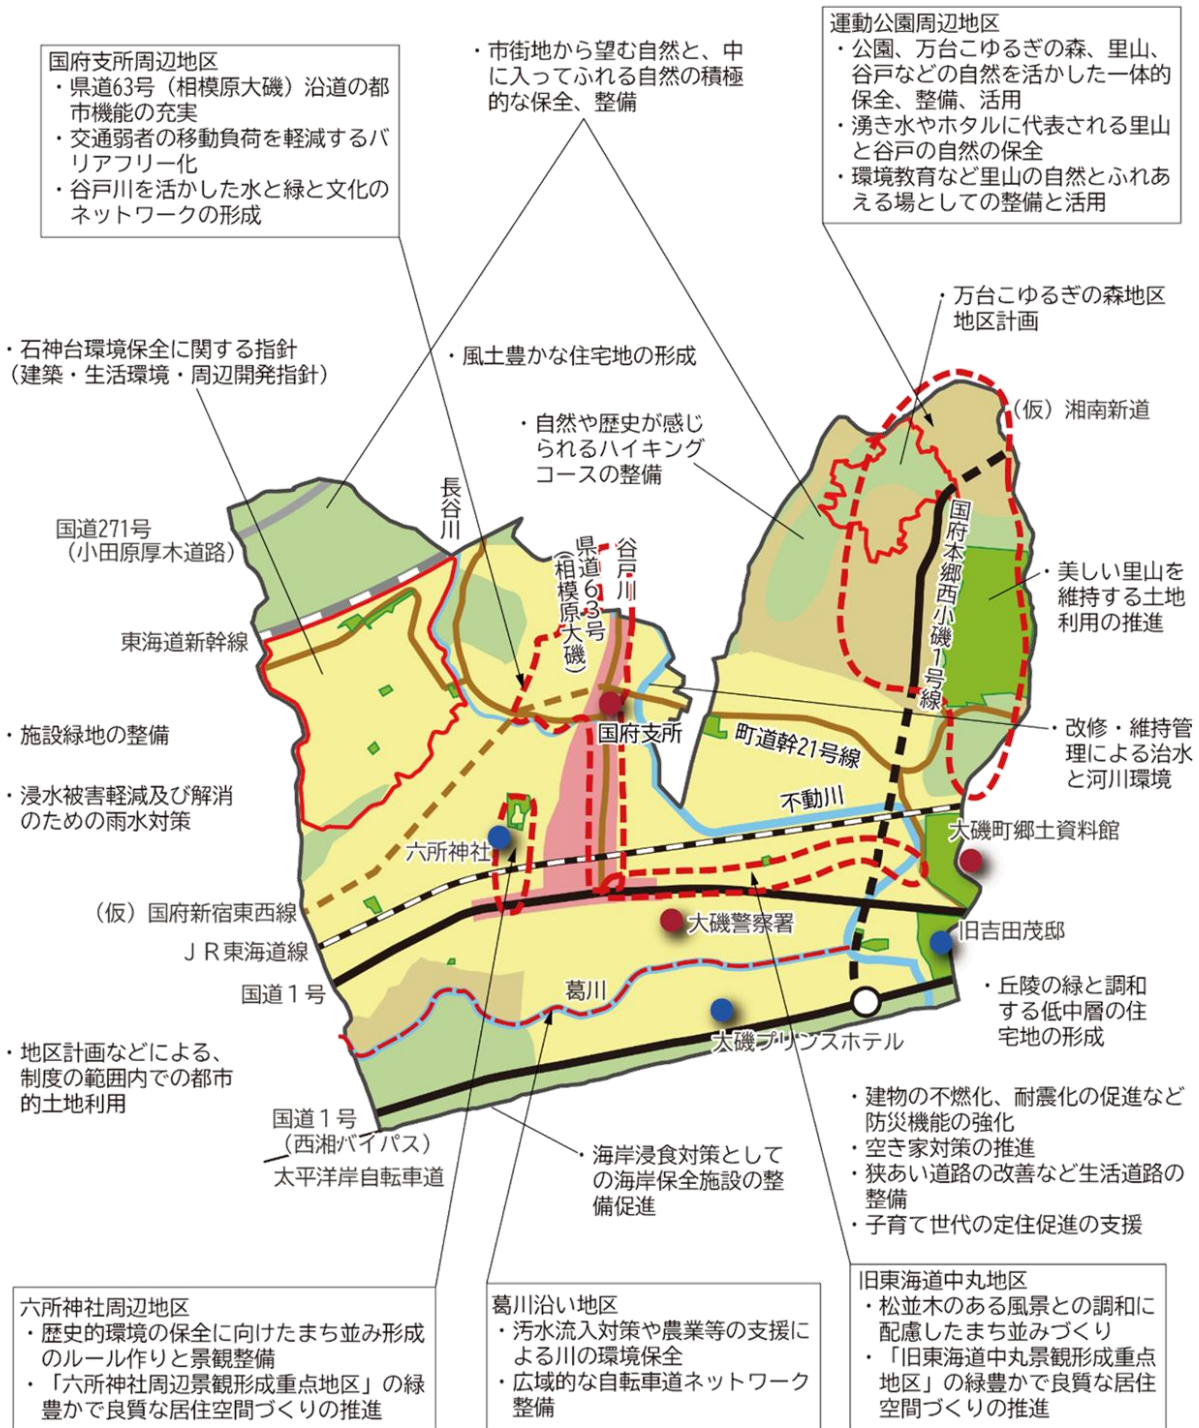 国府支所周辺地区
・県道63号（相模原大磯）沿道の都
市機能の充実
・交通弱者の移動負荷を軽減するバ
リアフリー化
・谷戸川を活かした水と緑と文化の
ネットワークの形成
・市街地から望む自然と、中
に入ってふれる自然の積極
的な保全、整備
運動公園周辺地区
・公園、万台こゆるぎの森、里山、
谷戸などの自然を活かした一体的
保全、整備、活用
・湧き水やホタルに代表される里山
と谷戸の自然の保全
・環境教育など里山の自然とふれあ
える場としての整備と活用
・万台こゆるぎの森地区
地区計画
・石神台環境保全に関する指針
（建築・生活環境・周辺開発指針）
・風土豊かな住宅地の形成
（仮）湘南新道
・自然や歴史が感じ
られるハイキング
コースの整備
長谷川
国道271号
（小田原厚木道路）
県道６３号
（相模原大磯）
谷戸川
国府本郷西小磯１号線
・美しい里山を
維持する土地
利用の推進
東海道新幹線
国府支所
町道幹21号線
・施設緑地の整備
・改修・維持管
理による治水
と河川環境
・浸水被害軽減及び解消
のための雨水対策
不動川
六所神社
大磯町郷土資料館
（仮）国府新宿東西線
大磯警察署
旧吉田茂邸
ＪＲ東海道線
国道１号
葛川
・丘陵の緑と調和
する低中層の住
宅地の形成
大磯プリンスホテル
・地区計画などによる、
制度の範囲内での都市
的土地利用
国道１号
（西湘バイパス）
太平洋岸自転車道
・海岸浸食対策として
の海岸保全施設の整
備促進
・建物の不燃化、耐震化の促進など
防災機能の強化
・空き家対策の推進
・狭あい道路の改善など生活道路の
整備
・子育て世代の定住促進の支援
六所神社周辺地区
・歴史的環境の保全に向けたまち並み形成
のルール作りと景観整備
・「六所神社周辺景観形成重点地区」の緑
豊かで良質な居住空間づくりの推進
葛川沿い地区
・汚水流入対策や農業等の支援に
よる川の環境保全
・広域的な自転車道ネットワーク
整備
旧東海道中丸地区
・松並木のある風景との調和に
配慮したまち並みづくり
・「旧東海道中丸景観形成重点
地区」の緑豊かで良質な居住
空間づくりの推進